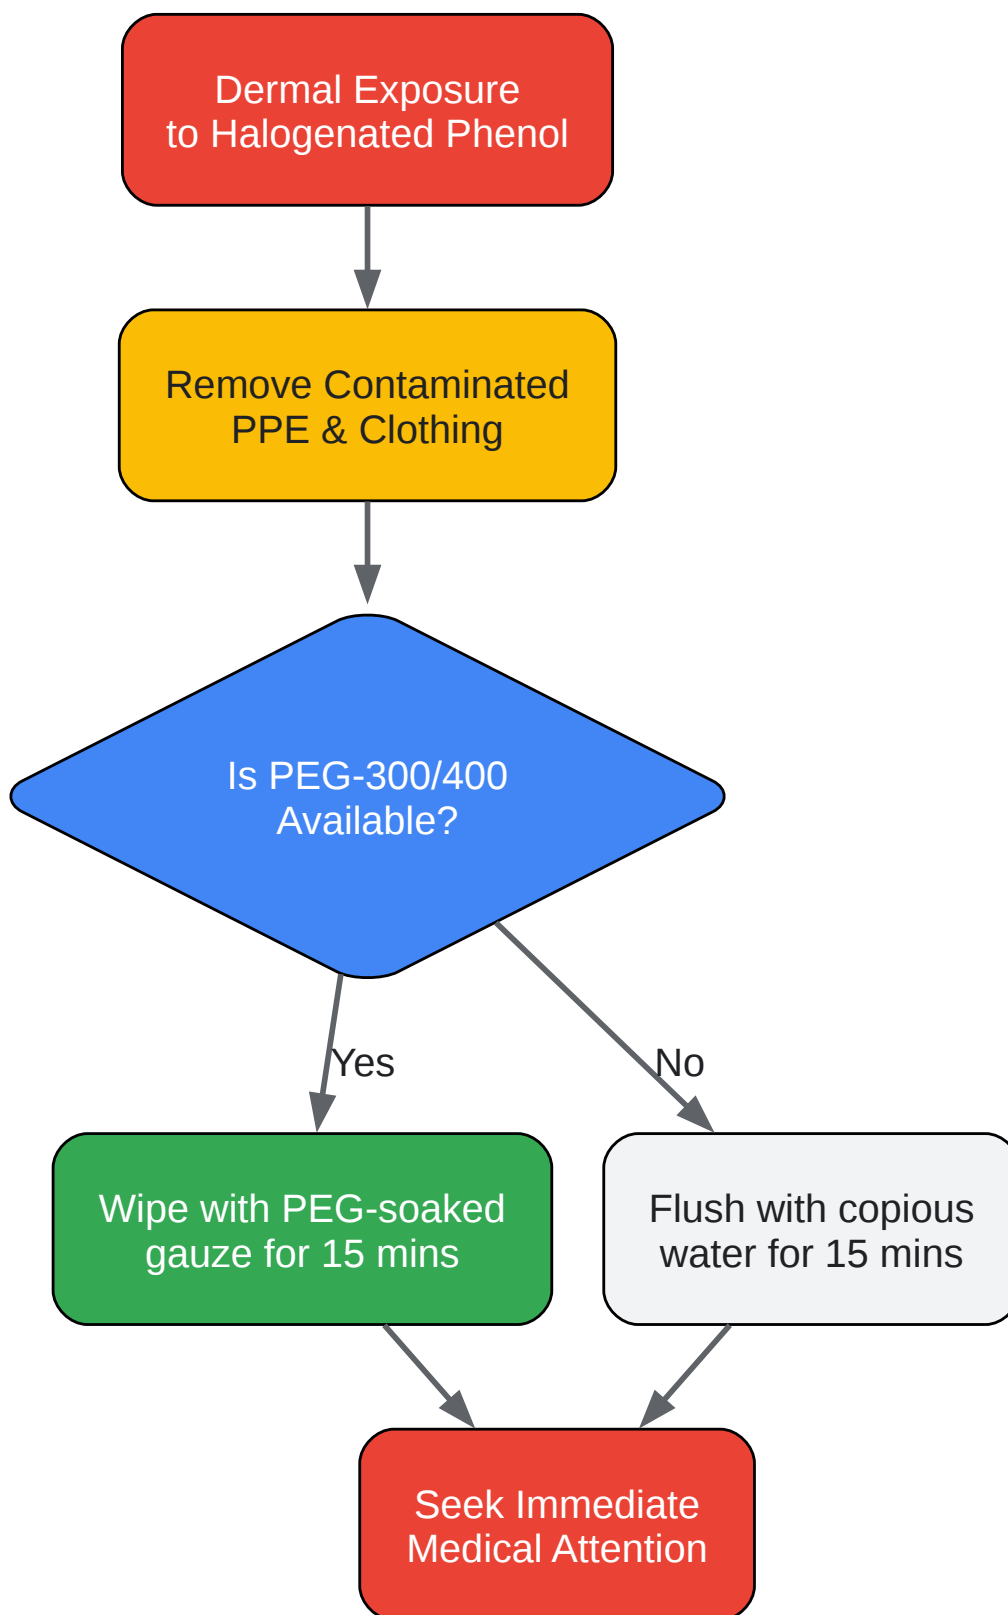 Dermal Exposure
to Halogenated Phenol
Remove Contaminated
PPE & Clothing
Is PEG-300/400
Available?
Yes
No
Wipe with PEG-soaked
gauze for 15 mins
Flush with copious
water for 15 mins
Seek Immediate
Medical Attention